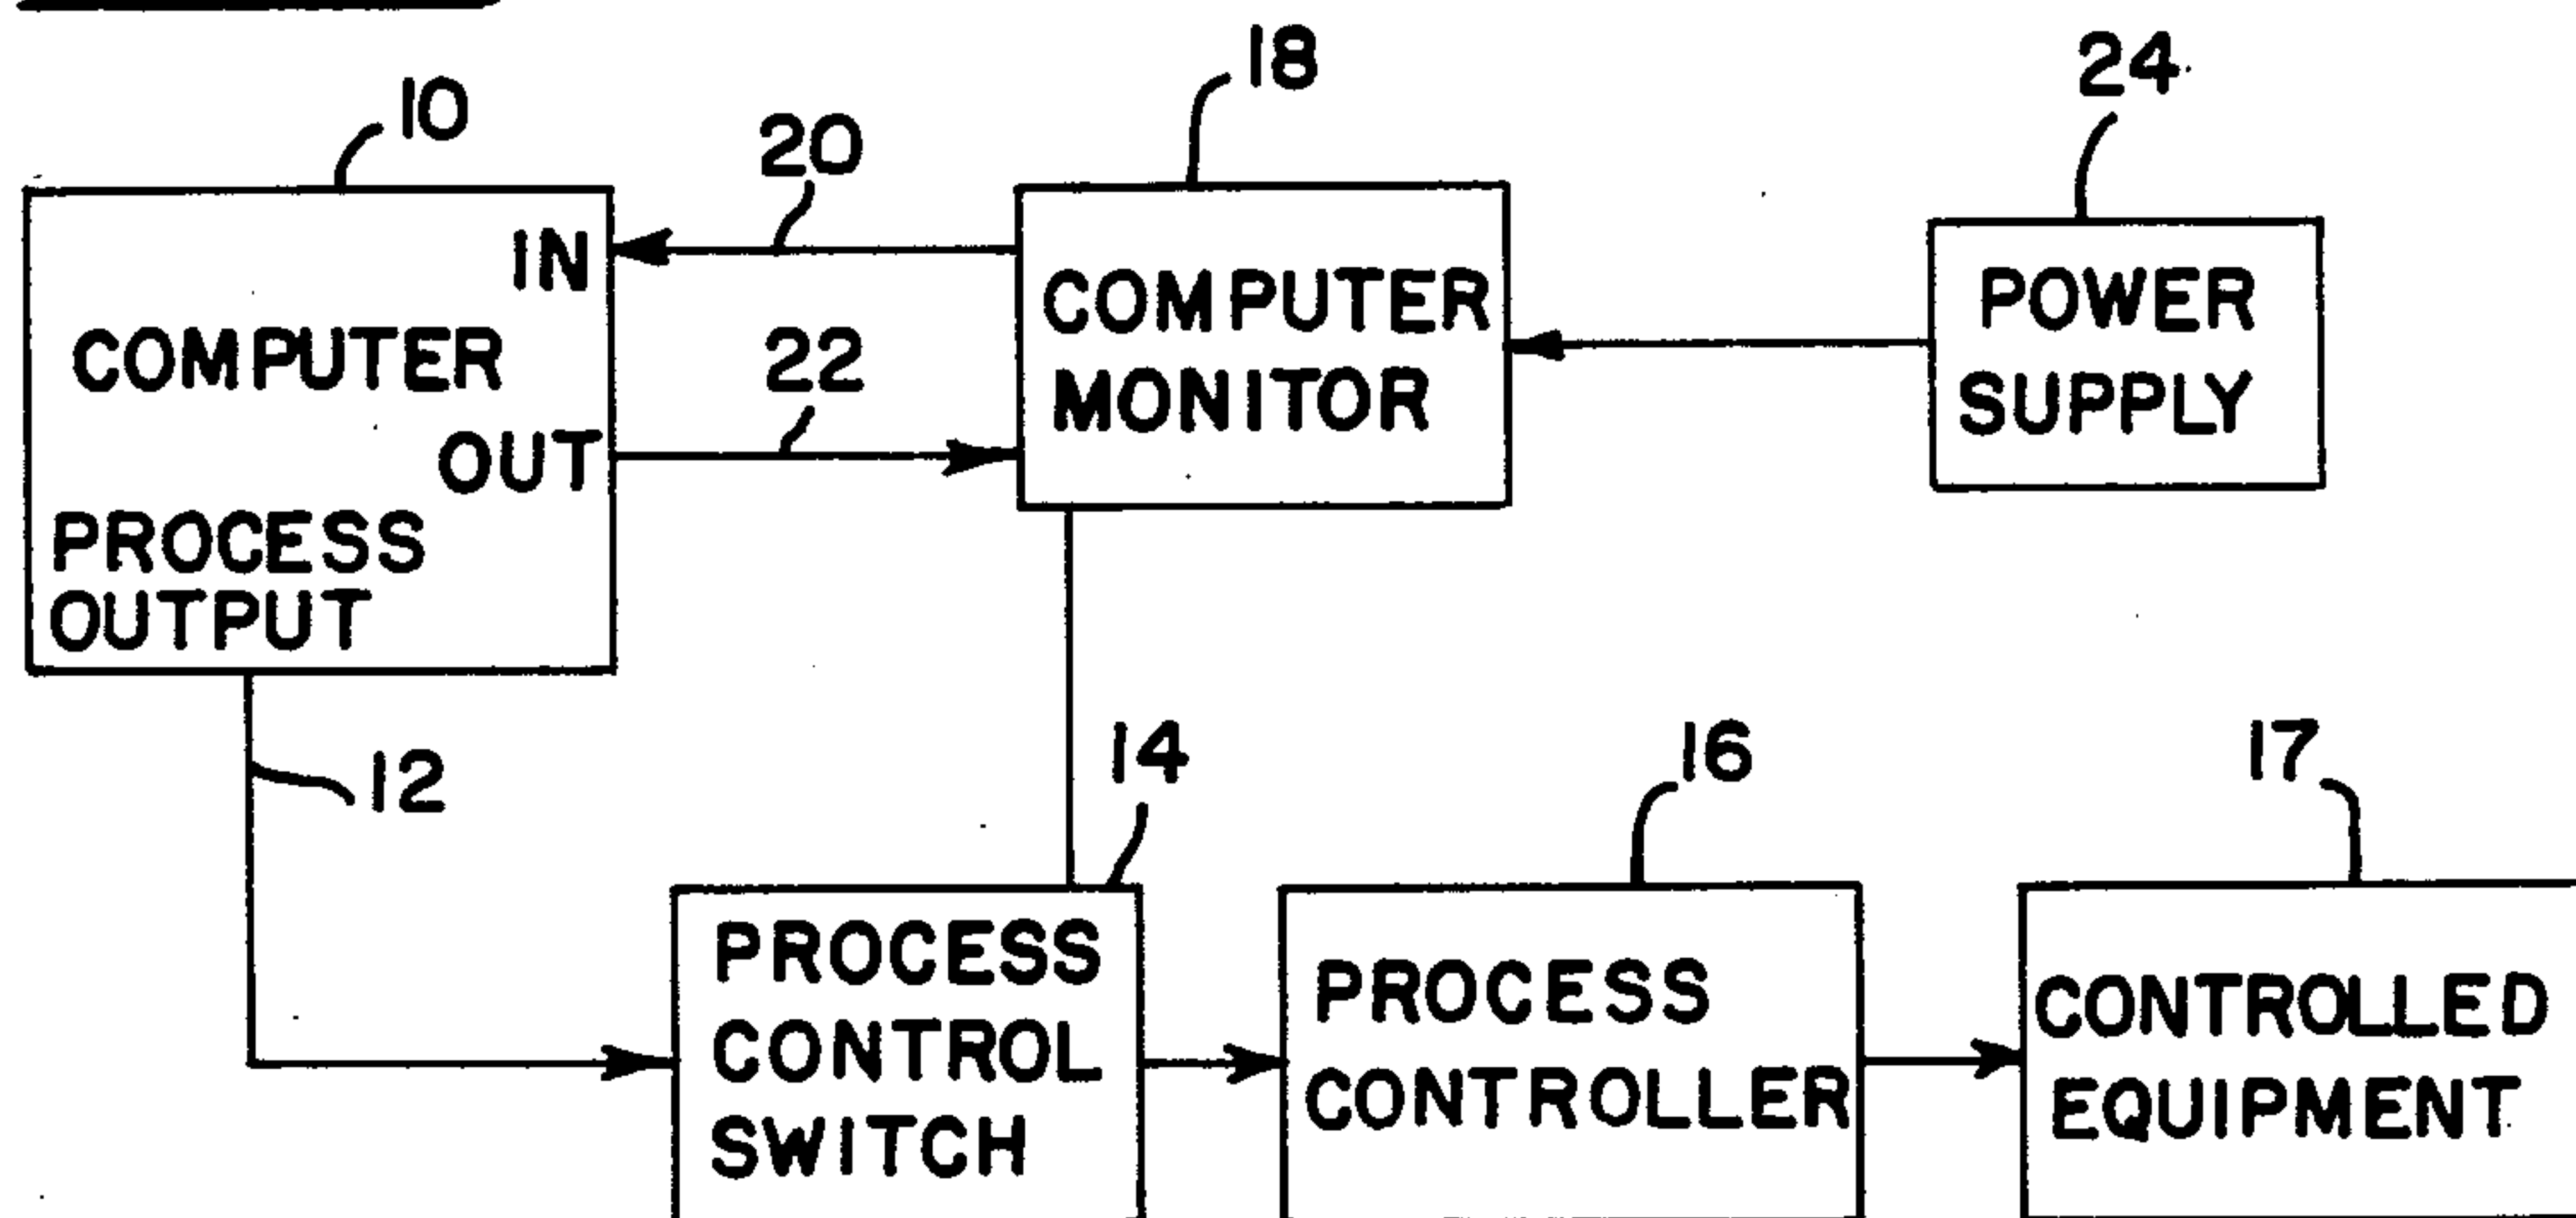 10
20
18
24
IN
COMPUTER
OUT
PROCESS
OUTPUT
22
COMPUTER
MONITOR
POWER
SUPPLY
12
14
16
17
PROCESS
CONTROL
SWITCH
PROCESS
CONTROLLER
CONTROLLED
EQUIPMENT